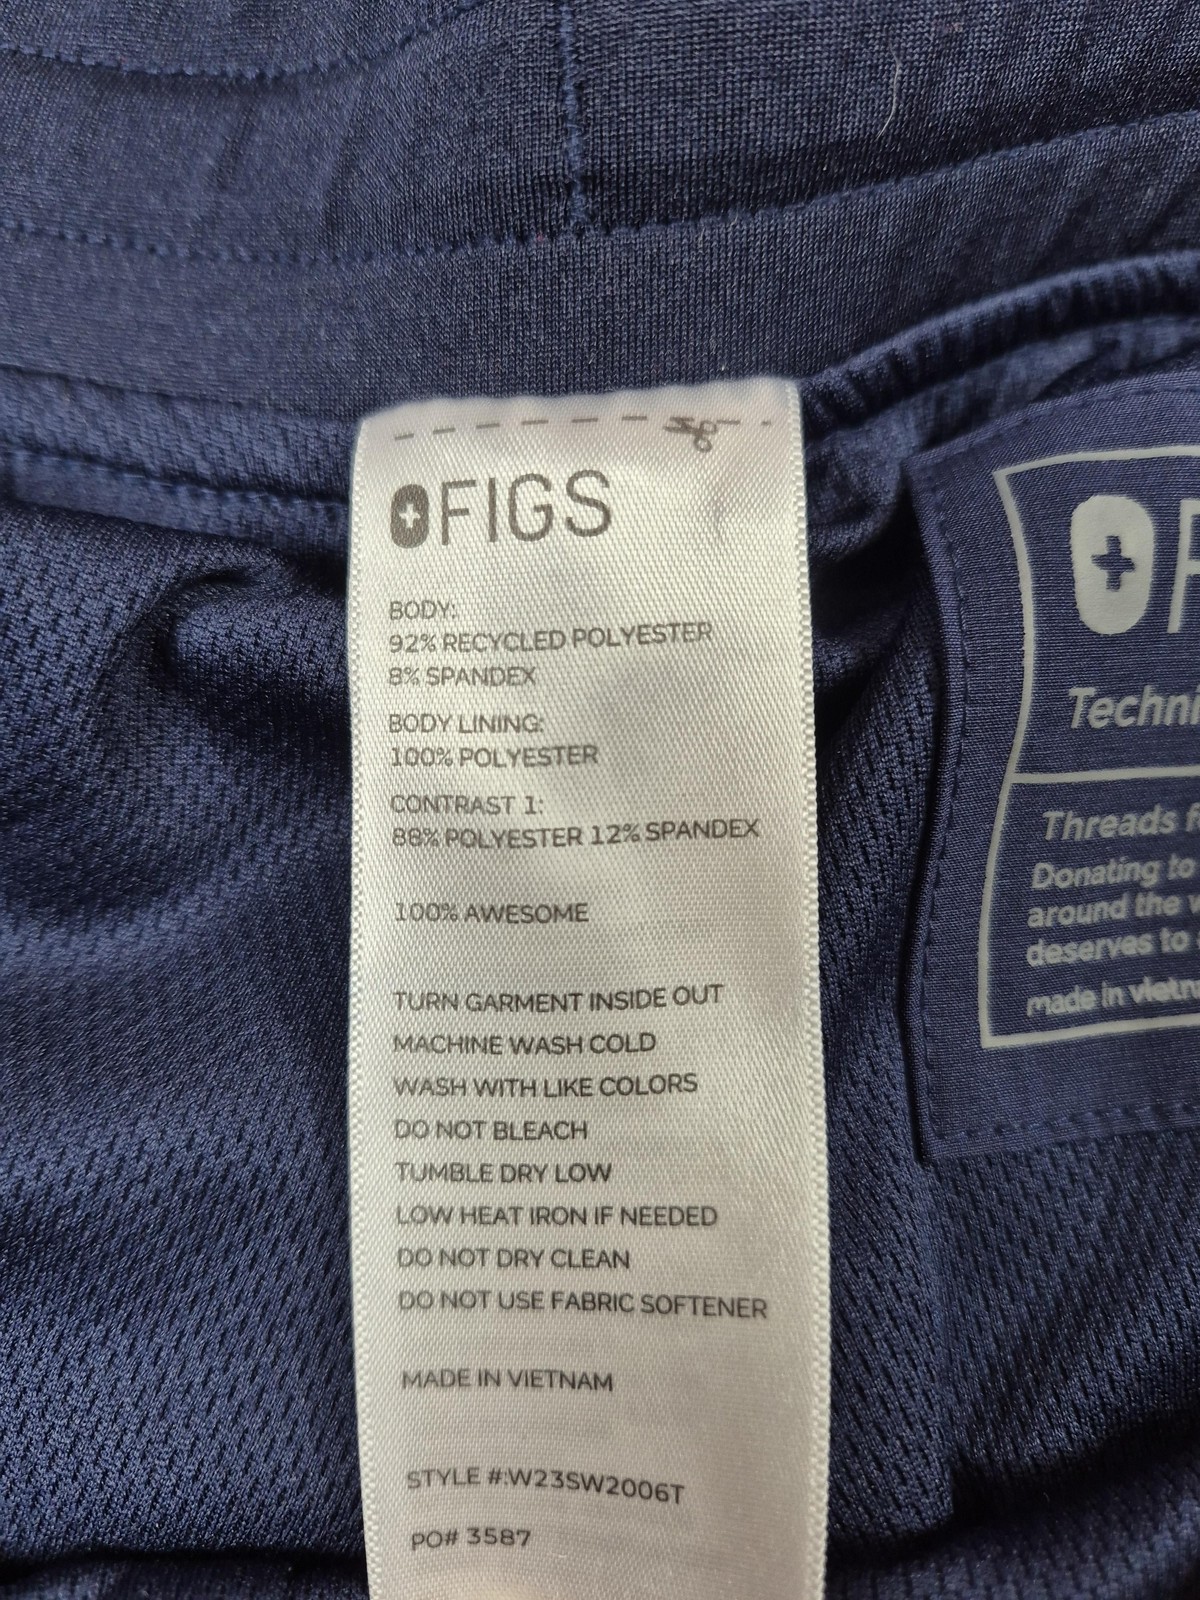 FIGS
BODY:
92% RECYCLED POLYESTER
8% SPANDEX
BODY LINING:
100% POLYESTER
CONTRAST 1:
88% POLYESTER 12% SPANDEX
100% AWESOME
TURN GARMENT INSIDE OUT
MACHINE WASH COLD
WASH WITH LIKE COLORS
DO NOT BLEACH
TUMBLE DRY LOW
LOW HEAT IRON IF NEEDED
DO NOT DRY CLEAN
DO NOT USE FABRIC SOFTENER
MADE IN VIETNAM
STYLE #:W23SW2006T
PO# 3587
Threads
Donating to
around the
deserves to
made in